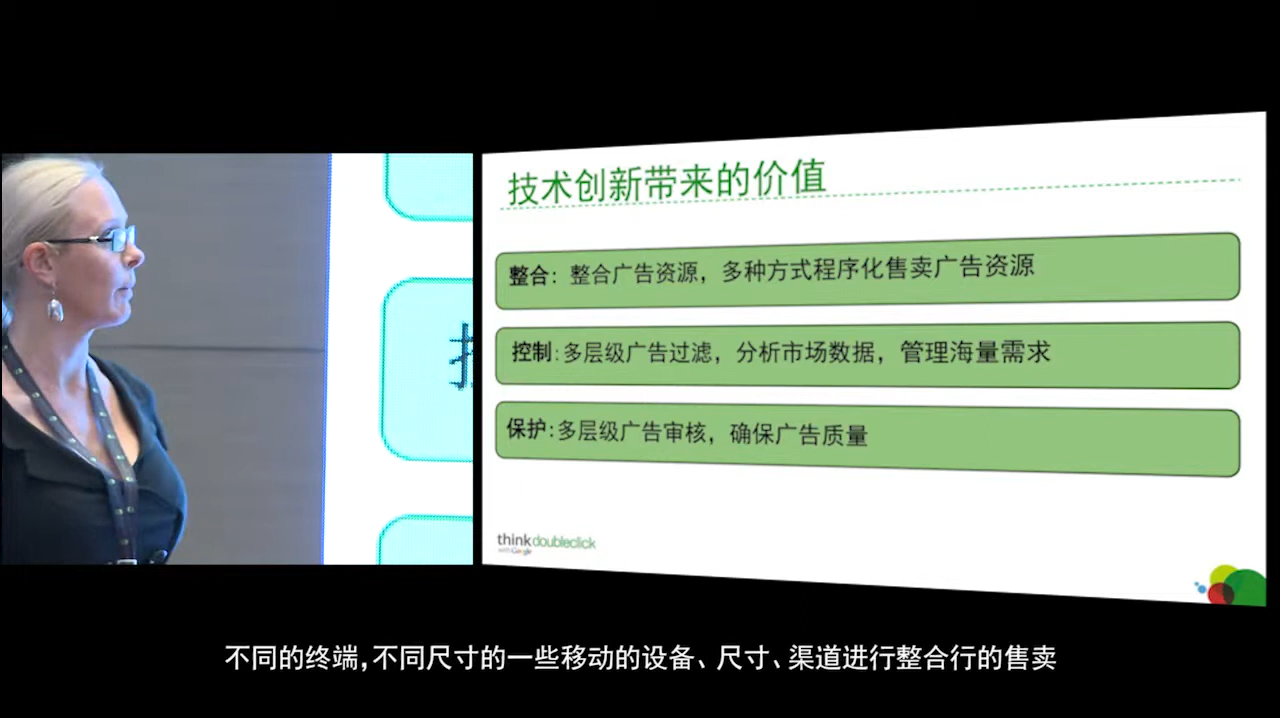 技术创新带来的价值
整合：整合广告资源，多种方式程序化售卖广告资源
控制:多层级广告过滤，分析市场数据，管理海量需求
保护:多层级广告审核，确保广告质量
thinkdoubleclick
with Google
不同的终端,不同尺寸的一些移动的设备、尺寸、渠道进行整合行的售卖